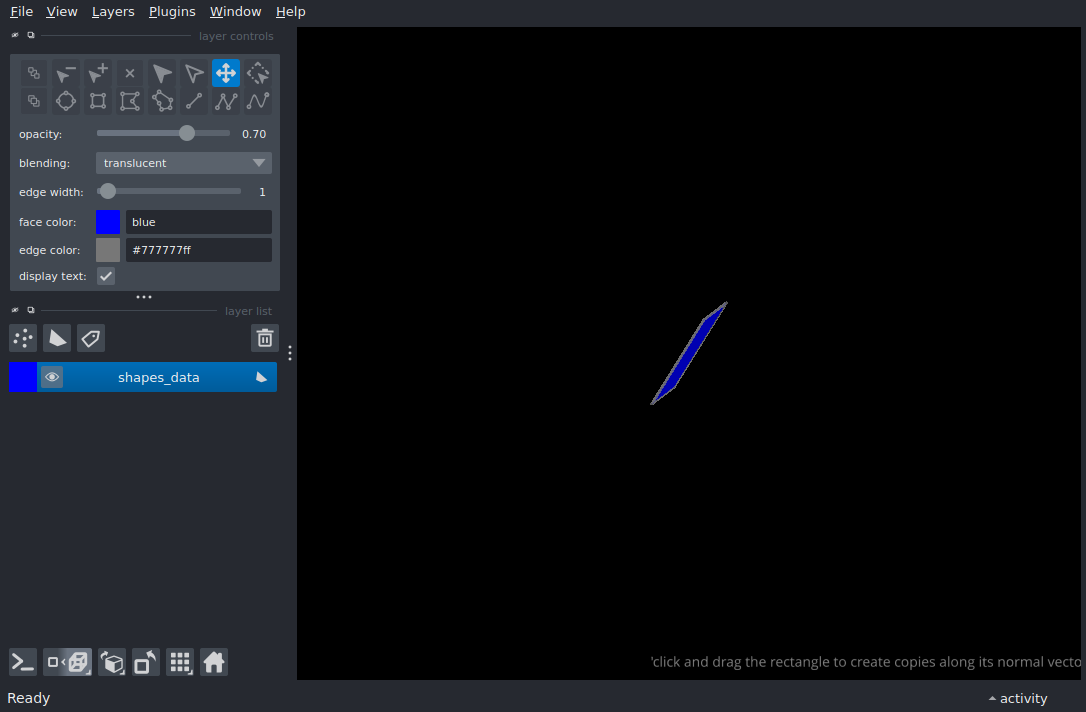 File View Layers Plugins Window Help
layer controls
opacity: 0.70
blending: translucent
edge width: 1
face color: blue
edge color: #777777ff
display text:
layer list
shapes_data
'click and drag the rectangle to create copies along its normal vecto
Ready
activity